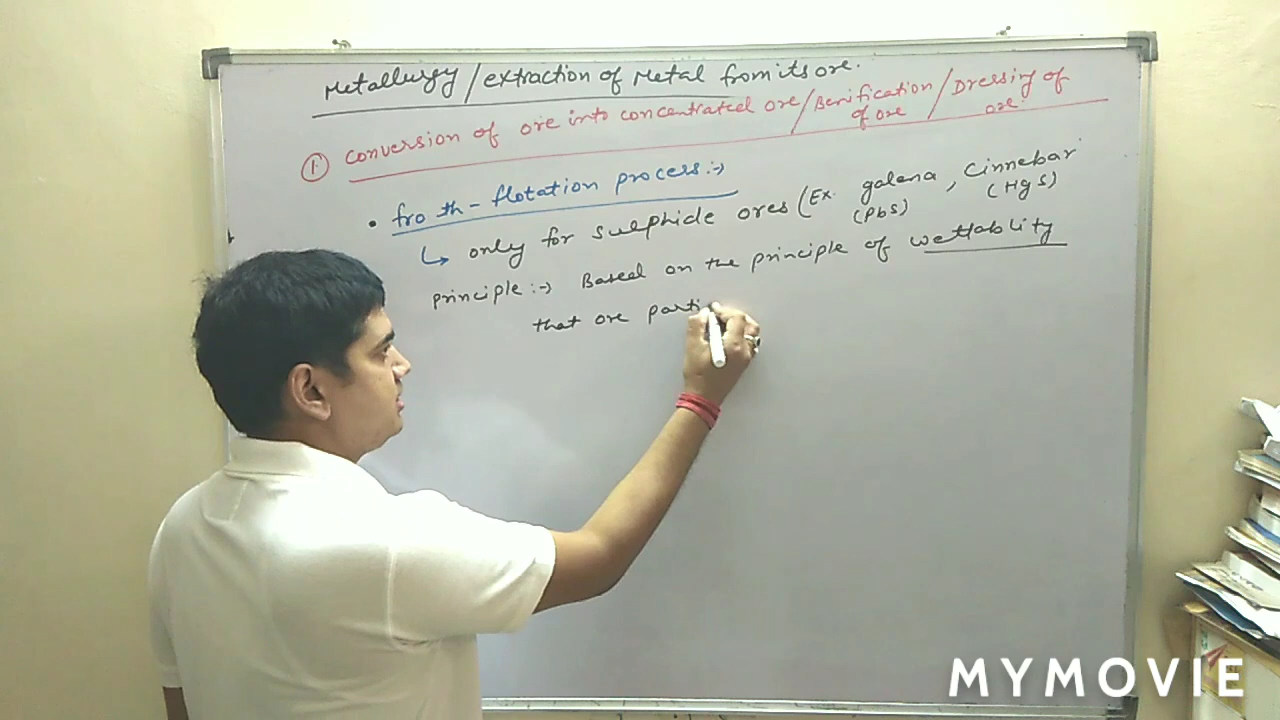 Metallurgy / extraction of Metal from its ore.
① conversion of ore into concentrated ore / Benification of ore / Dressing of ore.
• froth - flotation process :->
↳ only for sulphide ores (Ex. galena (PbS) , Cinnebar (HgS)
principle :-> Based on the principle of wettability
that ore parti
MYMOVIE